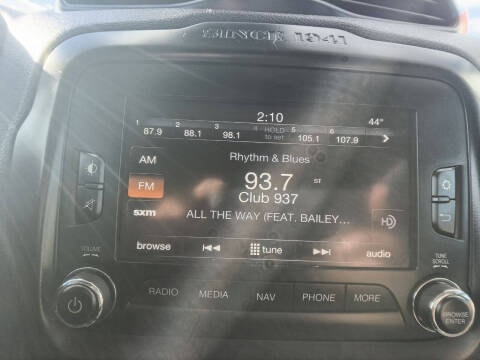 SINCE 1941
2:10 44°
1 2 3 4 5 6
87.9 88.1 98.1 HOLD to set 105.1 107.9
AM Rhythm & Blues
FM 93.7 ST
Club 937
sxm ALL THE WAY (FEAT. BAILEY...
browse tune audio
VOLUME
TUNE
SCROLL
RADIO MEDIA NAV PHONE MORE
BROWSE
ENTER